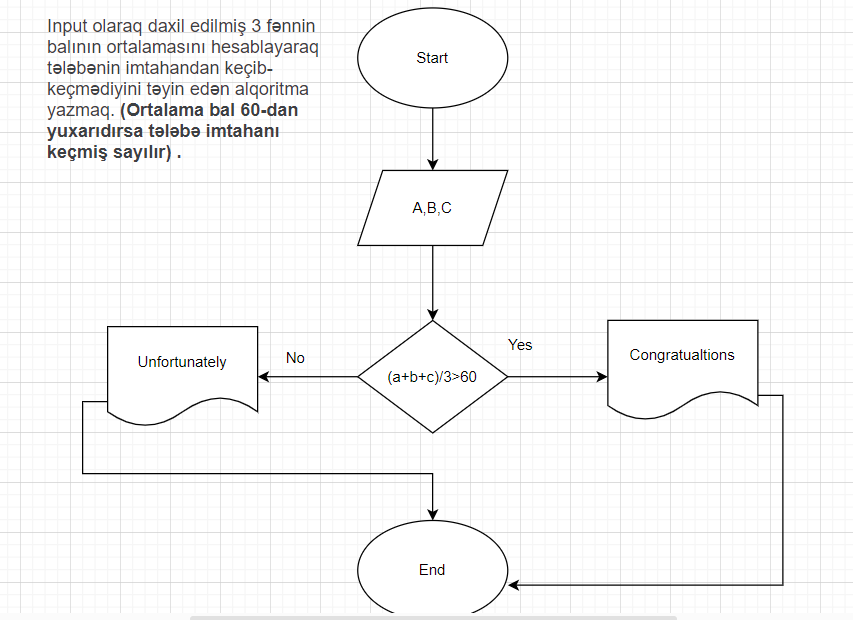 Input olaraq daxil edilmiş 3 fənnin
balının ortalamasını hesablayaraq
tələbənin imtahandan keçib-
keçmədiyini təyin edən alqoritma
yazmaq. (Ortalama bal 60-dan
yuxarıdırsa tələbə imtahanı
keçmiş sayılır) .
Start
A,B,C
(a+b+c)/3>60
No
Yes
Unfortunately
Congratualtions
End